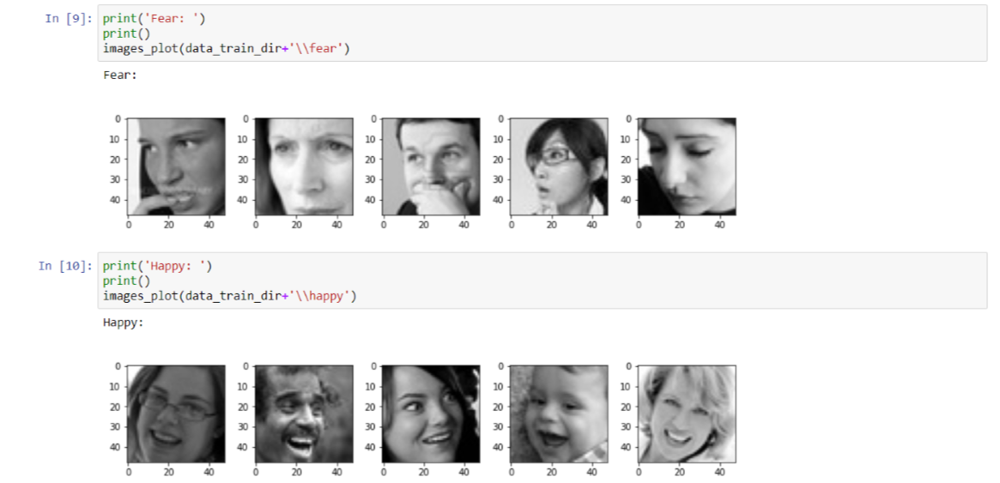 In [9]: print('Fear: ')
print()
images_plot(data_train_dir+'\\fear')
Fear:
0 0 0 0 0
10 10 10 10 10
20 20 20 20 20
30 30 30 30 30
40 40 40 40 40
0 20 40 0 20 40 0 20 40 0 20 40 0 20 40
In [10]: print('Happy: ')
print()
images_plot(data_train_dir+'\\happy')
Happy:
0 0 0 0 0
10 10 10 10 10
20 20 20 20 20
30 30 30 30 30
40 40 40 40 40
0 20 40 0 20 40 0 20 40 0 20 40 0 20 40